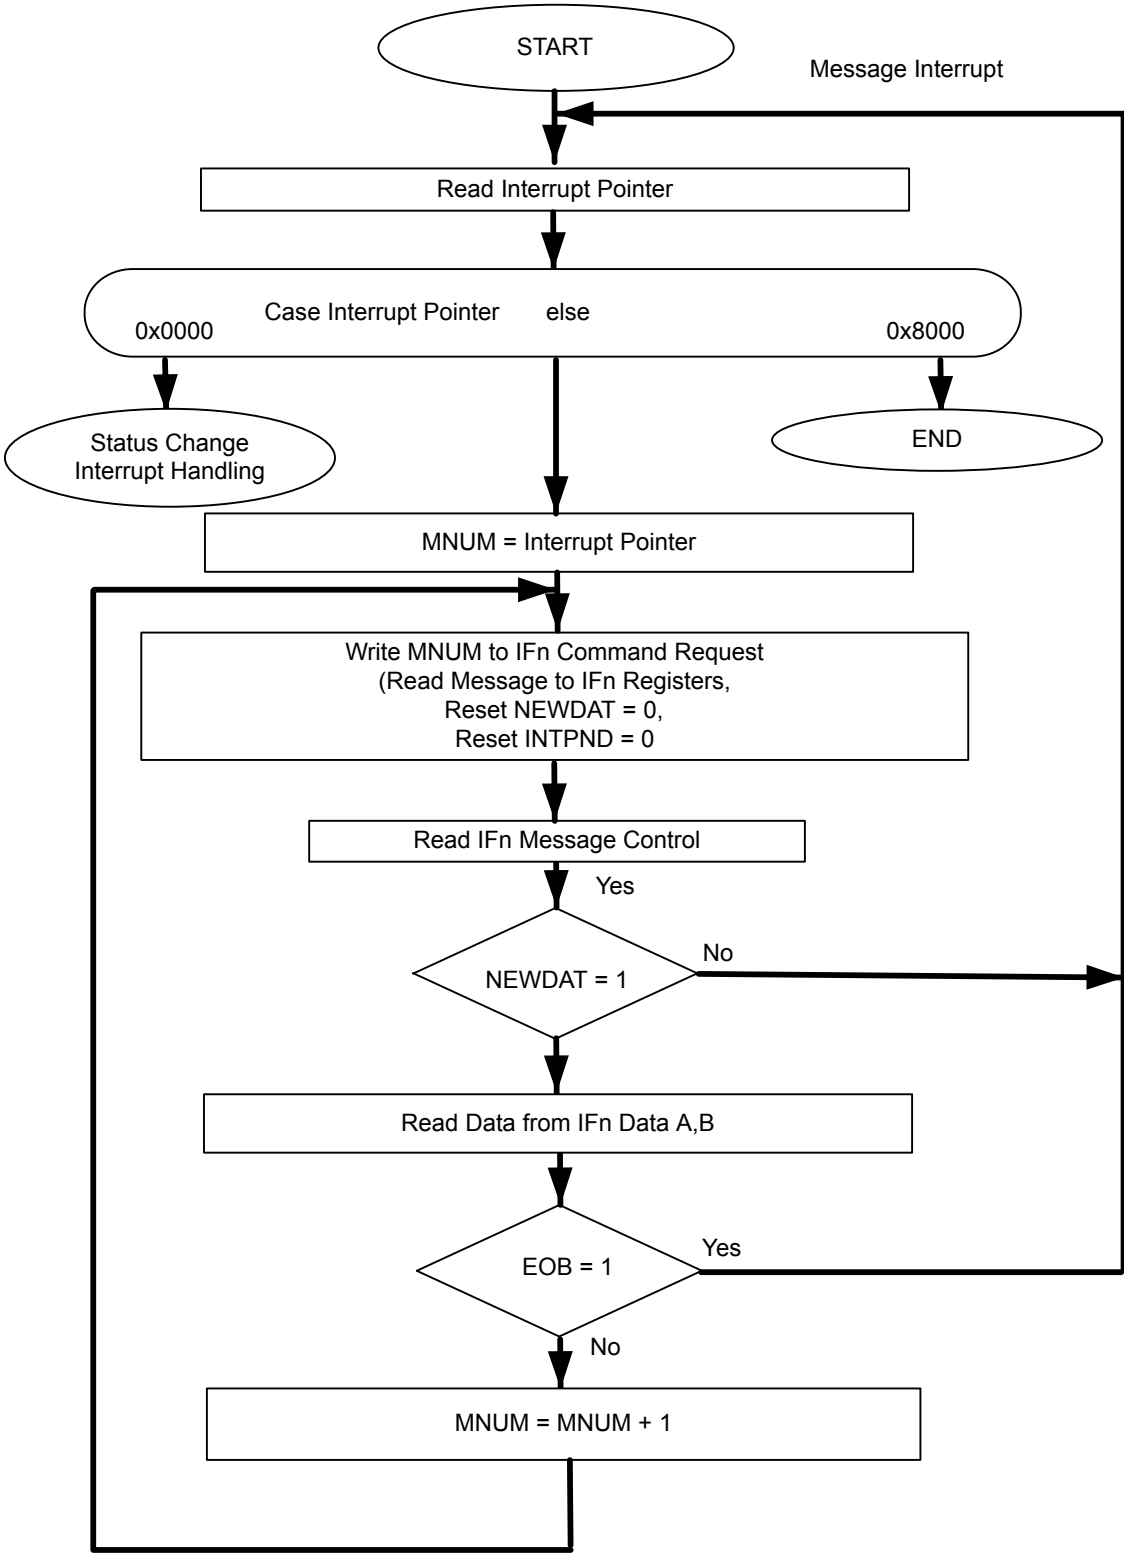 START
Message Interrupt
Read Interrupt Pointer
Case Interrupt Pointer else
0x0000 0x8000
Status Change
Interrupt Handling
END
MNUM = Interrupt Pointer
Write MNUM to IFn Command Request
(Read Message to IFn Registers,
Reset NEWDAT = 0,
Reset INTPND = 0
Read IFn Message Control
Yes
No
NEWDAT = 1
Read Data from IFn Data A,B
Yes
EOB = 1
No
MNUM = MNUM + 1